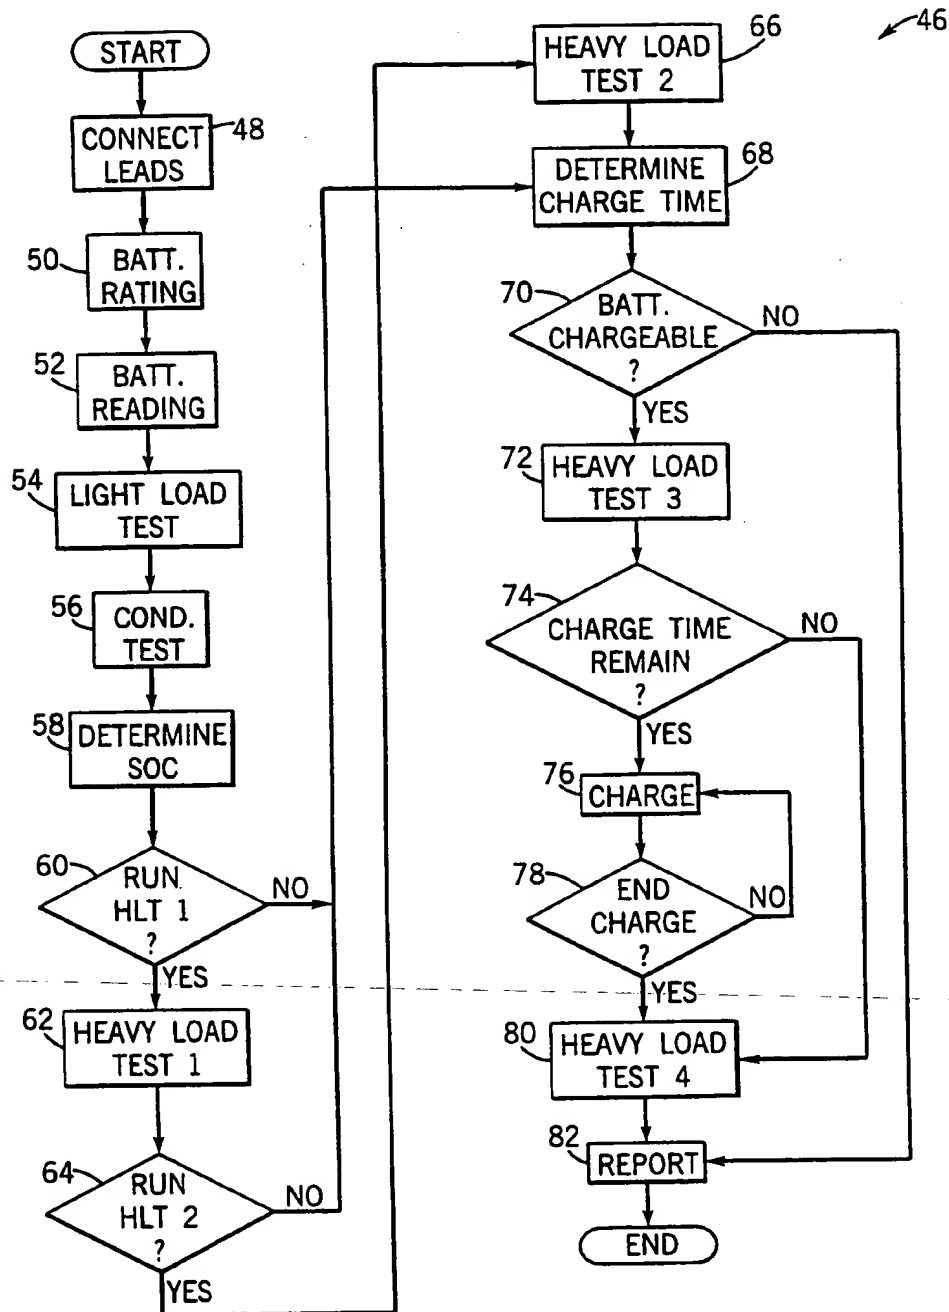 46
START
CONNECT
LEADS
48
50
BATT.
RATING
52
BATT.
READING
54
LIGHT LOAD
TEST
56
COND.
TEST
58
DETERMINE
SOC
60
RUN
HLT 1
?
NO
YES
62
HEAVY LOAD
TEST 1
64
RUN
HLT 2
?
NO
YES
66
HEAVY LOAD
TEST 2
68
DETERMINE
CHARGE TIME
70
BATT.
CHARGEABLE
?
NO
YES
72
HEAVY LOAD
TEST 3
74
CHARGE TIME
REMAIN
?
NO
YES
76
CHARGE
78
END
CHARGE
?
NO
YES
80
HEAVY LOAD
TEST 4
82
REPORT
END